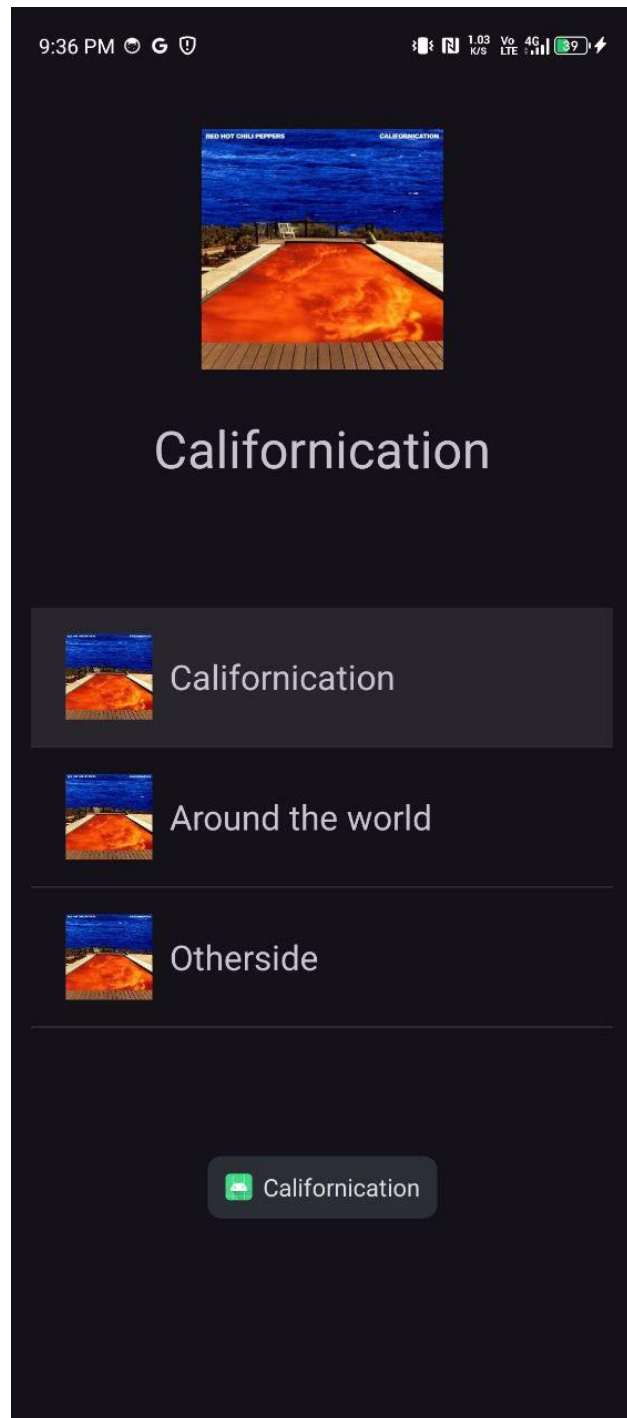 9:36 PM G 1.03 K/S Vo LTE 4G 39
RED HOT CHILI PEPPERS CALIFORNICATION
Californication
Californication
Around the world
Otherside
Californication